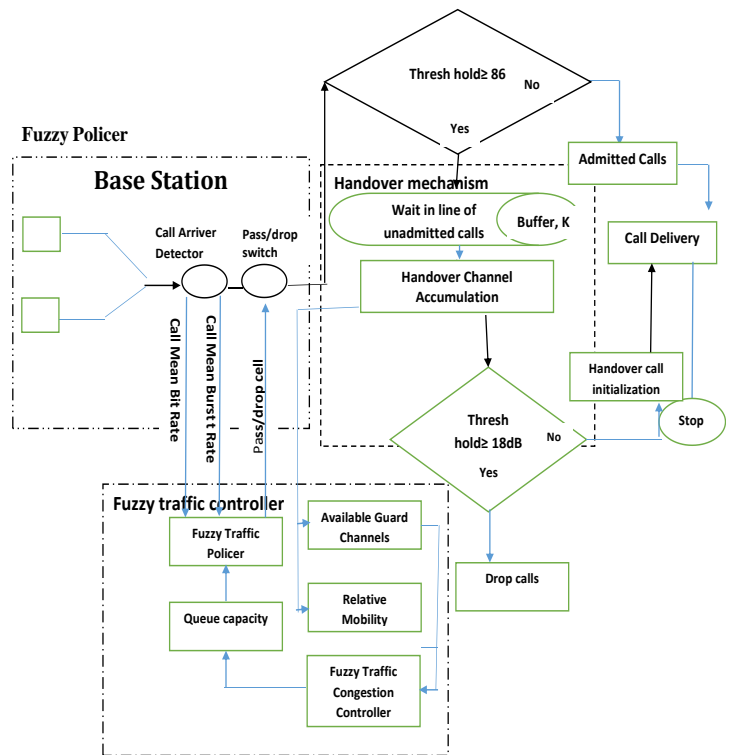 Thresh hold≥ 86
No
Yes
Fuzzy Policer
Base Station
Call Arriver
Detector
Pass/drop
switch
Call Mean Bit Rate
Call Mean Burst t Rate
Pass/drop cell
Admitted Calls
Handover mechanism
Wait in line of
unadmitted calls
Buffer, K
Call Delivery
Handover Channel
Accumulation
Handover call
initialization
Stop
Thresh
hold≥ 18dB
No
Yes
Fuzzy traffic controller
Fuzzy Traffic
Policer
Available Guard
Channels
Drop calls
Queue capacity
Relative
Mobility
Fuzzy Traffic
Congestion
Controller